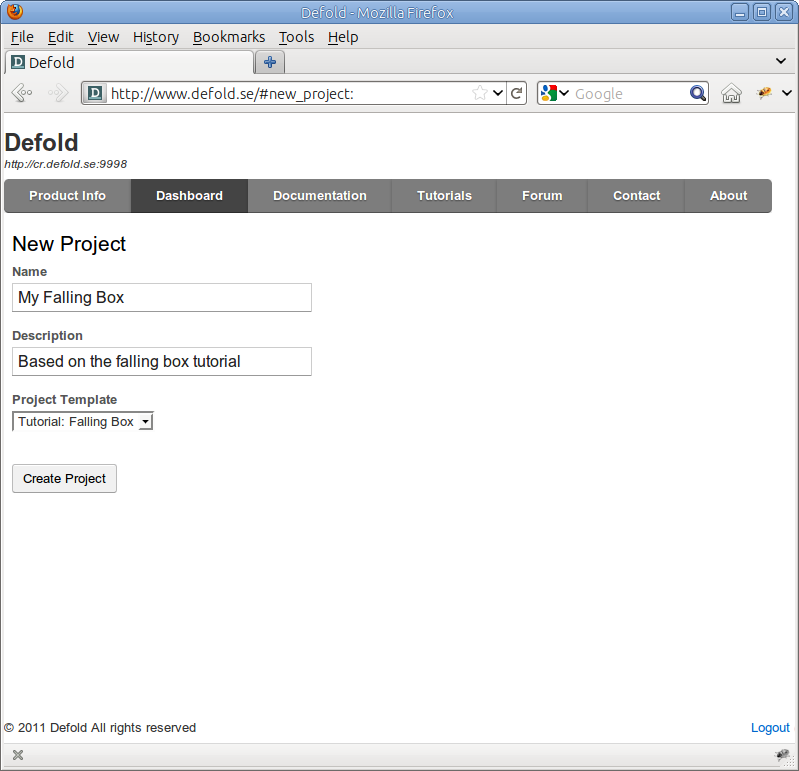 Defold - Mozilla Firefox
File Edit View History Bookmarks Tools Help
D Defold
D http://www.defold.se/#new_project: Google
Defold
http://cr.defold.se:9998
Product Info Dashboard Documentation Tutorials Forum Contact About
New Project
Name
My Falling Box
Description
Based on the falling box tutorial
Project Template
Tutorial: Falling Box
Create Project
© 2011 Defold All rights reserved Logout